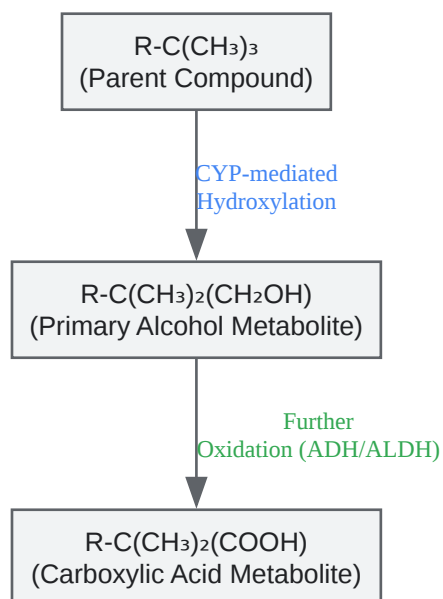 R-C(CH₃)₃
(Parent Compound)
CYP-mediated
Hydroxylation
R-C(CH₃)₂(CH₂OH)
(Primary Alcohol Metabolite)
Further
Oxidation (ADH/ALDH)
R-C(CH₃)₂(COOH)
(Carboxylic Acid Metabolite)